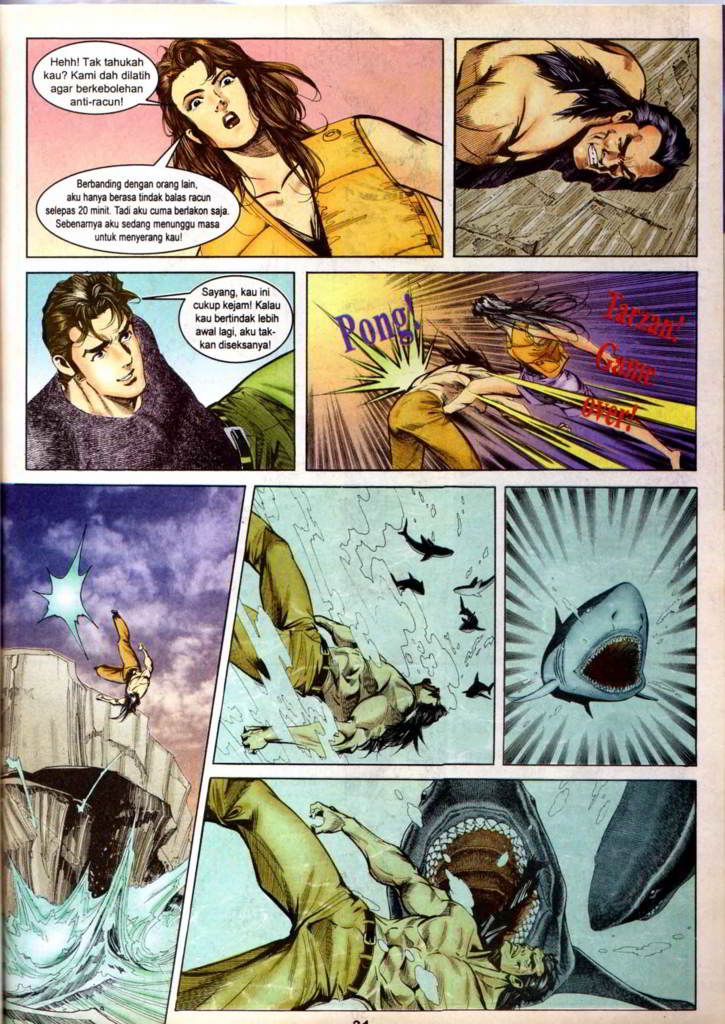 Hehh! Tak tahukah
kau? Kami dah dilatih
agar berkebolehan
anti-racun!
Berbanding dengan orang lain,
aku hanya berasa tindak balas racun
selepas 20 minit. Tadi aku cuma berlakon saja.
Sebenarnya aku sedang menunggu masa
untuk menyerang kau!
Sayang, kau ini
cukup kejam! Kalau
kau bertindak lebih
awal lagi, aku tak-
kan diseksanya!
Pong!
Tarzan!
Game
over!